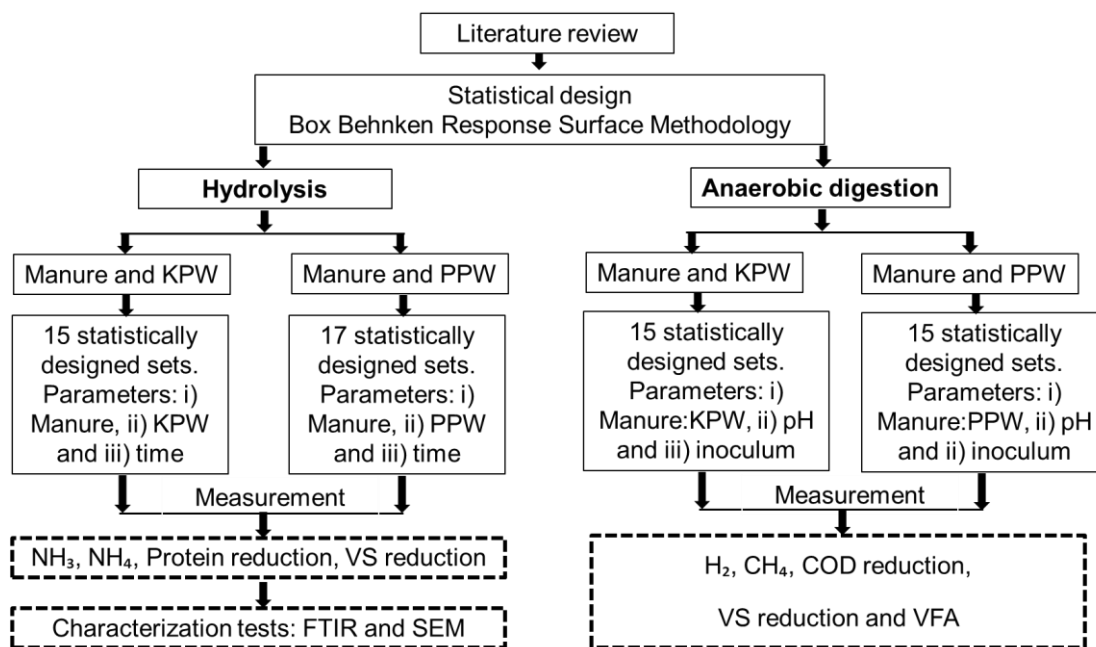 Literature review
Statistical design
Box Behnken Response Surface Methodology
Hydrolysis
Anaerobic digestion
Manure and KPW
Manure and PPW
Manure and KPW
Manure and PPW
15 statistically
designed sets.
Parameters: i)
Manure, ii) KPW
and iii) time
17 statistically
designed sets.
Parameters: i)
Manure, ii) PPW
and iii) time
15 statistically
designed sets.
Parameters: i)
Manure:KPW, ii) pH
and iii) inoculum
15 statistically
designed sets.
Parameters: i)
Manure:PPW, ii) pH
and ii) inoculum
Measurement
Measurement
NH₃, NH₄, Protein reduction, VS reduction
Characterization tests: FTIR and SEM
H₂, CH₄, COD reduction,
VS reduction and VFA